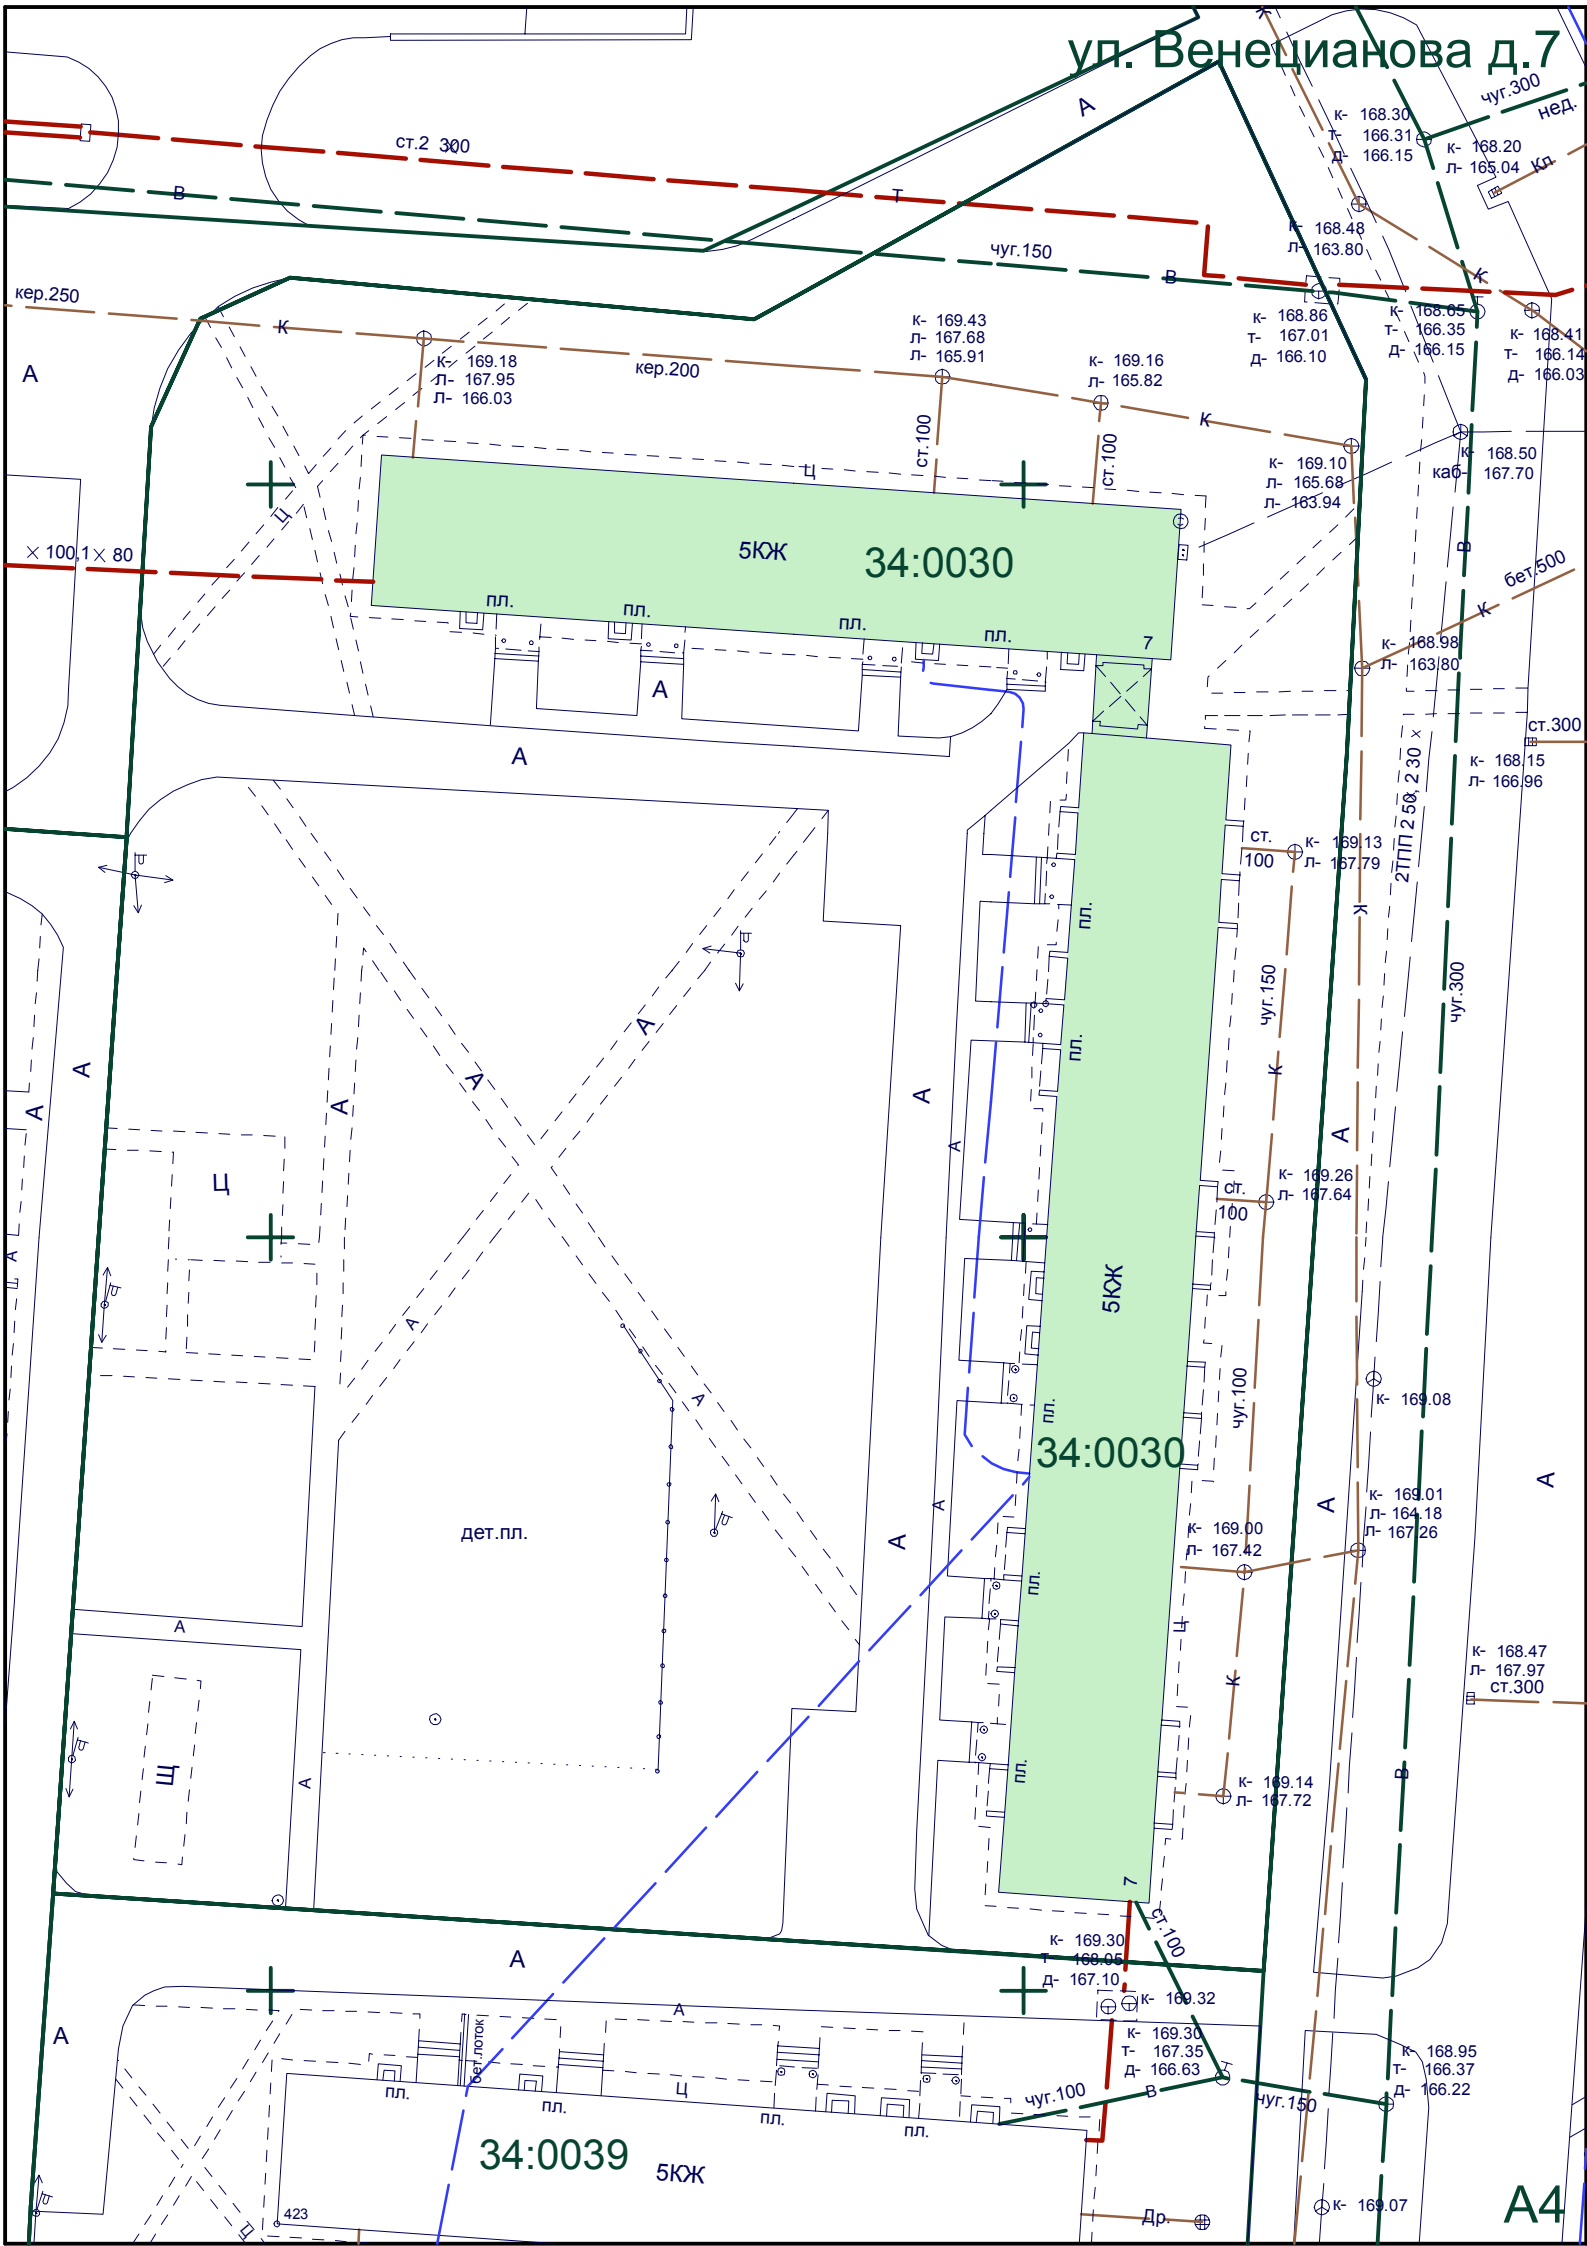 ул. Венецианова д.7
чуг.300
нед.
А
к- 168.30
т- 166.31
д- 166.15
к- 168.20
л- 165.04
Кл
К
ст.2 300
В
Т
к- 168.48
л- 163.80
чуг.150
В
К
кер.250
К
к- 169.43
л- 167.68
л- 165.91
к- 168.86
т- 167.01
д- 166.10
к- 168.65
т- 166.35
д- 166.15
к- 168.41
т- 166.14
д- 166.03
А
к- 169.18
л- 167.95
л- 166.03
кер.200
к- 169.16
л- 165.82
К
ст.100
ст.100
Ц
к- 169.10
л- 165.68
л- 163.94
к- 168.50
каб- 167.70
Ц
× 100,1× 80
5КЖ
34:0030
В
бет.500
К
пл.
пл.
пл.
пл.
7
к- 168.98
л- 163.80
А
А
ст.300
к- 168.15
л- 166.96
2ТПП 2 50, 2 30 ×
ст.
100
к- 169.13
л- 167.79
пл.
К
чуг.150
чуг.300
А
пл.
А
А
А
А
А
К
А
А
А
Ц
к- 169.26
л- 167.64
ст.
100
А
5КЖ
А
чуг.100
А
к- 169.08
пл.
34:0030
А
А
А
А
к- 169.01
л- 164.18
л- 167.26
дет.пл.
к- 169.00
л- 167.42
пл.
А
Ц
К
к- 168.47
л- 167.97
ст.300
Щ
А
пл.
В
к- 169.14
л- 167.72
7
ст.100
А
к- 169.30
т- 168.05
д- 167.10
к- 169.32
А
А
бет.лоток
к- 169.30
т- 167.35
д- 166.63
к- 168.95
т- 166.37
д- 166.22
пл.
пл.
Ц
пл.
пл.
чуг.100
В
чуг.150
34:0039
5КЖ
423
Ц
Др.
к- 169.07
А4